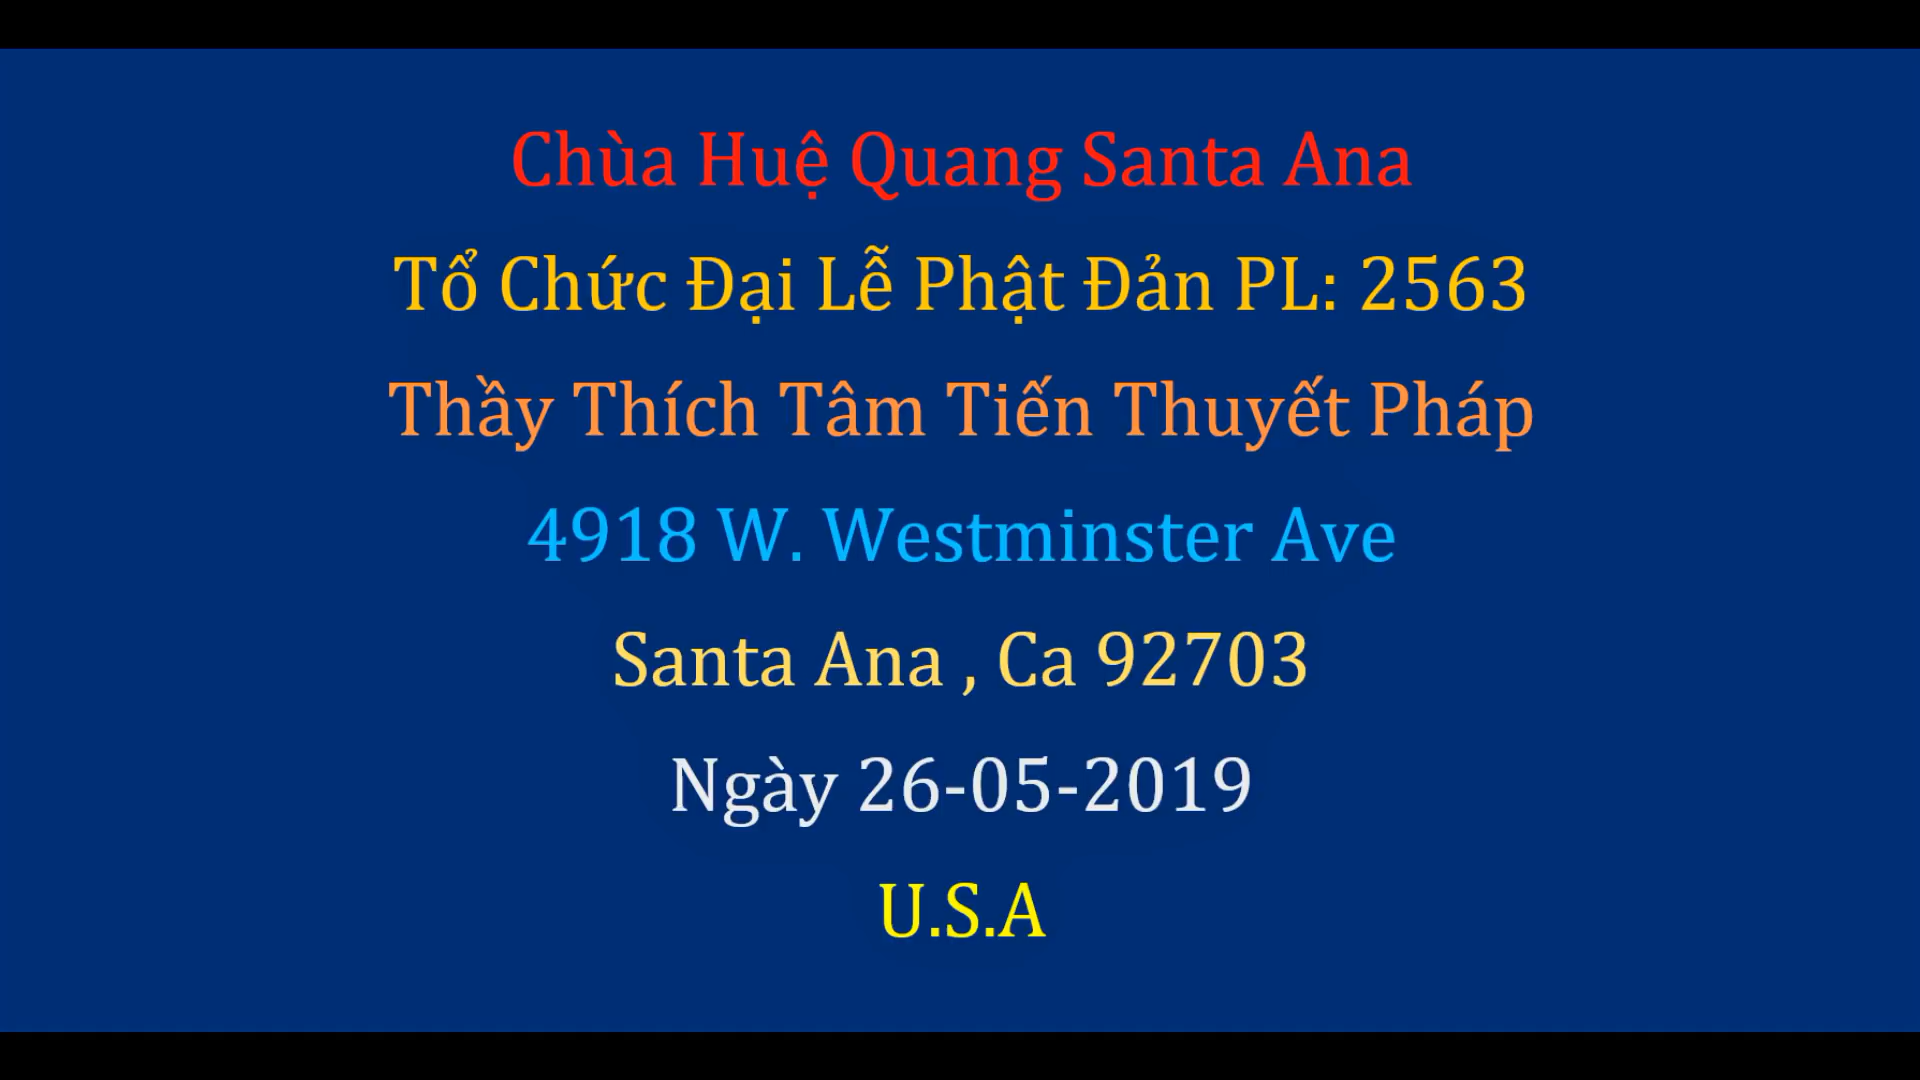 Chùa Huệ Quang Santa Ana
Tổ Chức Đại Lễ Phật Đản PL: 2563
Thầy Thích Tâm Tiến Thuyết Pháp
4918 W. Westminster Ave
Santa Ana , Ca 92703
Ngày 26-05-2019
U.S.A